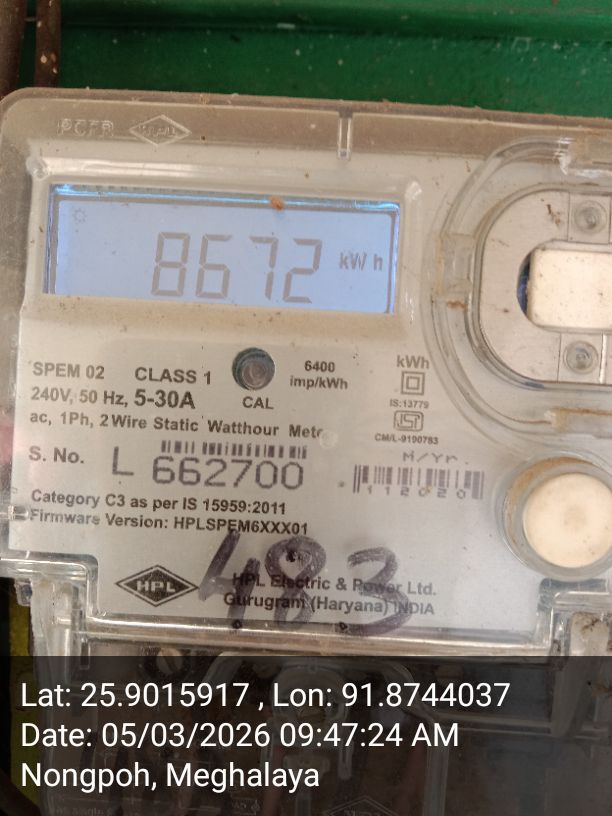 HPL
8672 kWh
SPEM 02 CLASS 1 6400 imp/kWh kWh
240V, 50 Hz, 5-30A CAL IS:13779
ac, 1Ph, 2Wire Static Watthour
CM/L-9190783
S. No. L 662700 M/Yr.
112020
Category C3 as per IS 15959:2011
Firmware Version: HPLSPEM6XXX01
483
HPL HPL Electric & Power Ltd.
Gurugram (Haryana) INDIA
Lat: 25.9015917 , Lon: 91.8744037
Date: 05/03/2026 09:47:24 AM
Nongpoh, Meghalaya